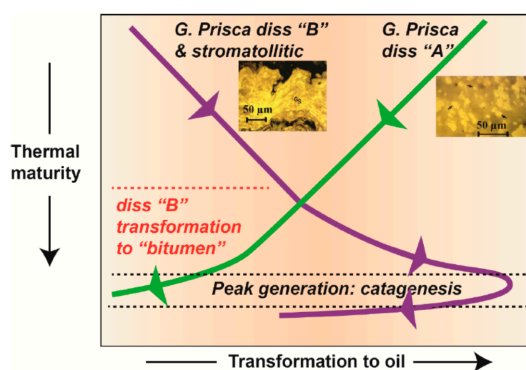 G. Prisca diss “B”
& stromatollitic
G. Prisca
diss “A”
Gs
50 µm
50 µm
Thermal
maturity
diss “B”
transformation
to “bitumen”
Peak generation: catagenesis
Transformation to oil